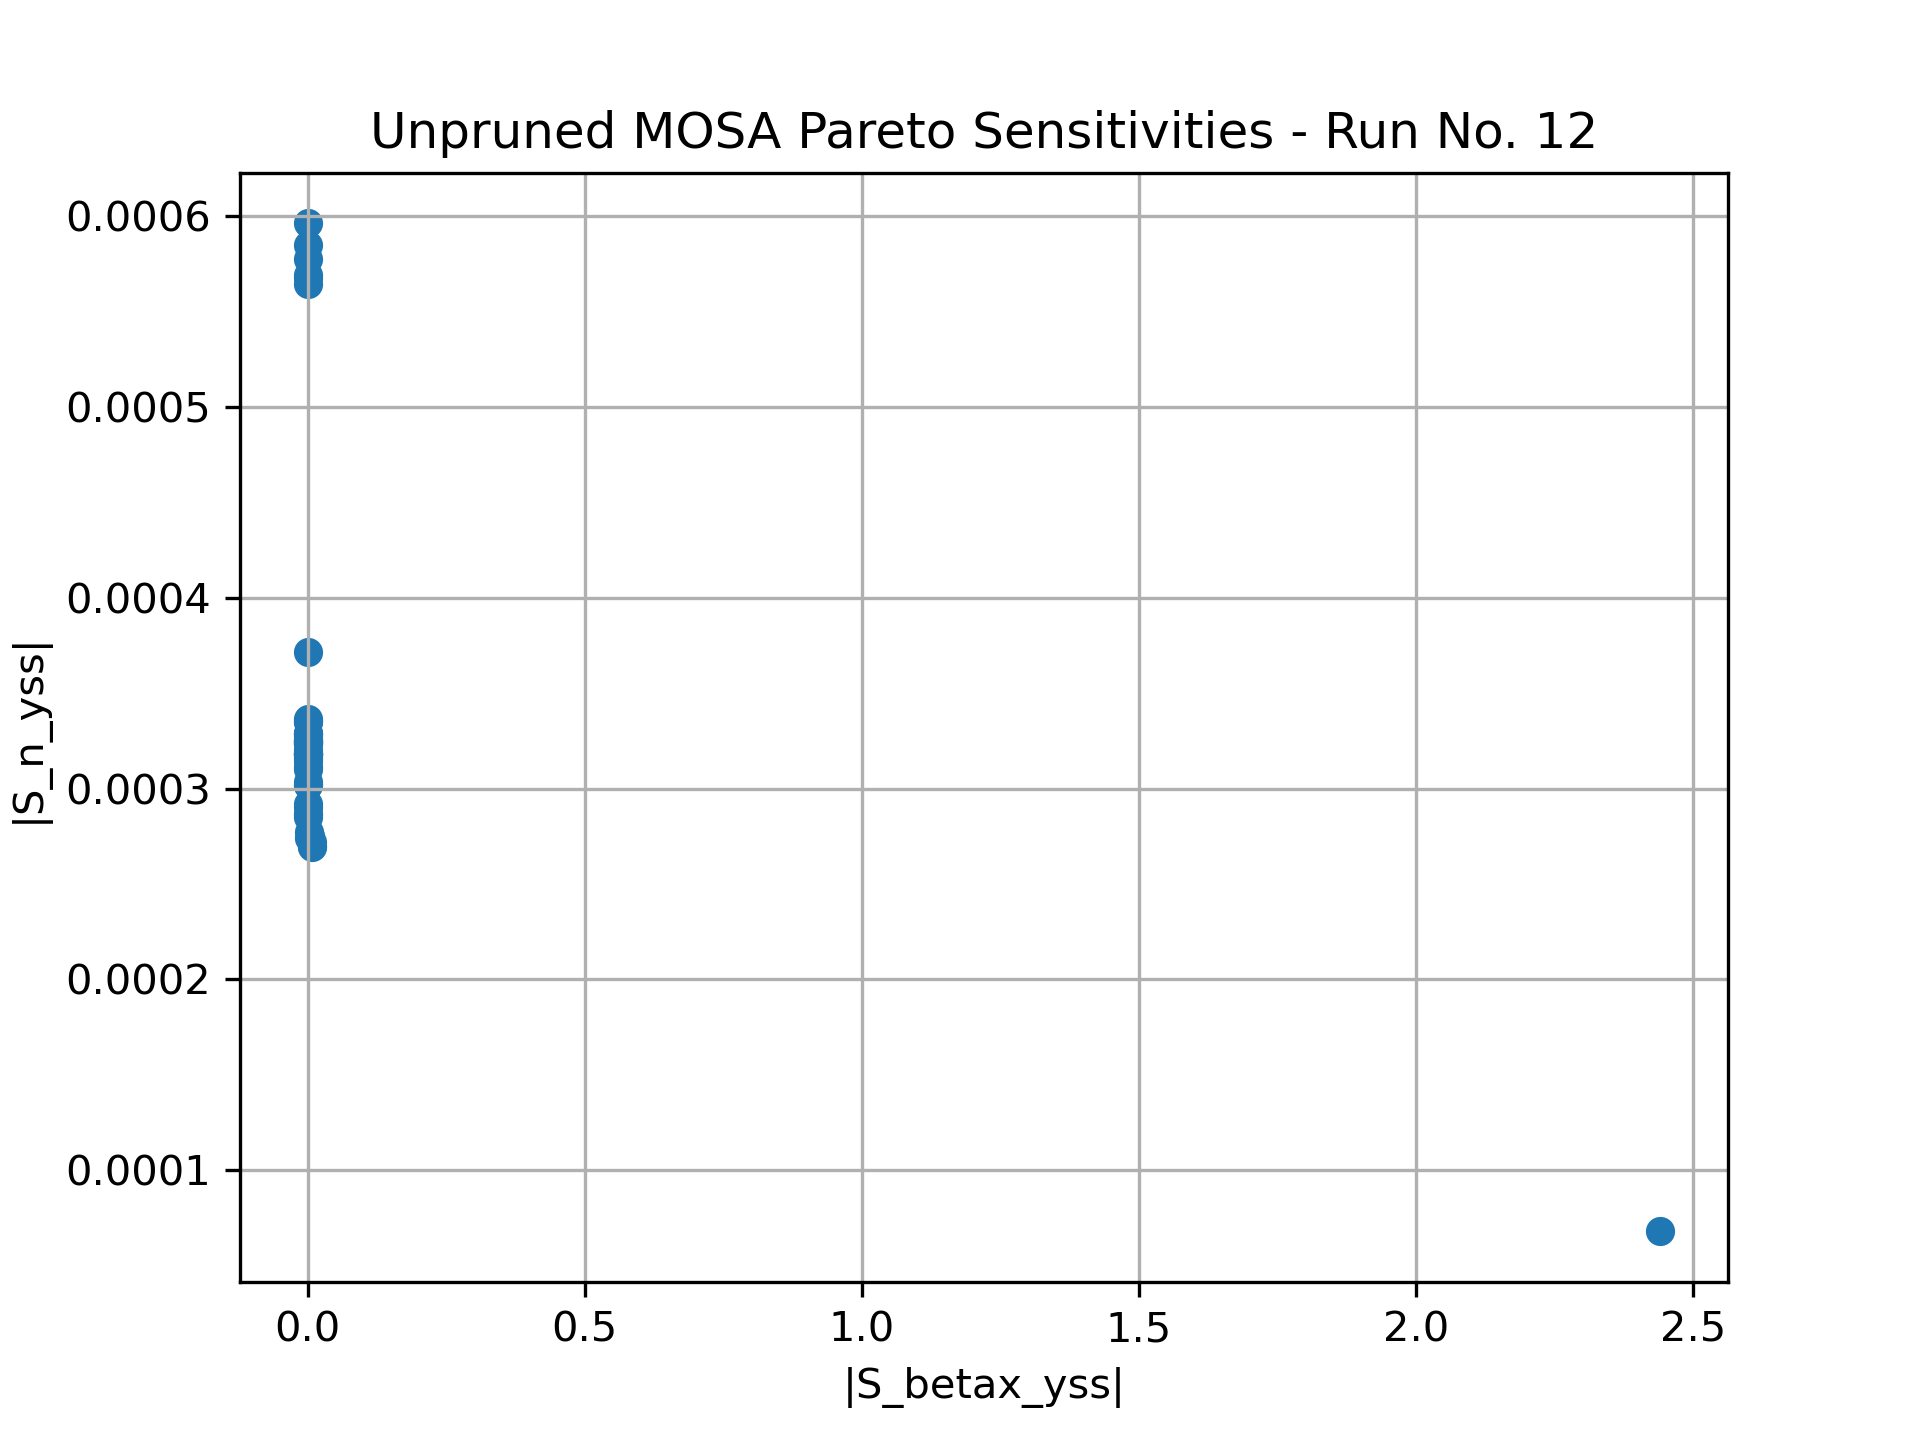 Unpruned MOSA Pareto Sensitivities - Run No. 12
0.0006
0.0005
0.0004
0.0003
0.0002
0.0001
|S_n_yss|
0.0 0.5 1.0 1.5 2.0 2.5
|S_betax_yss|